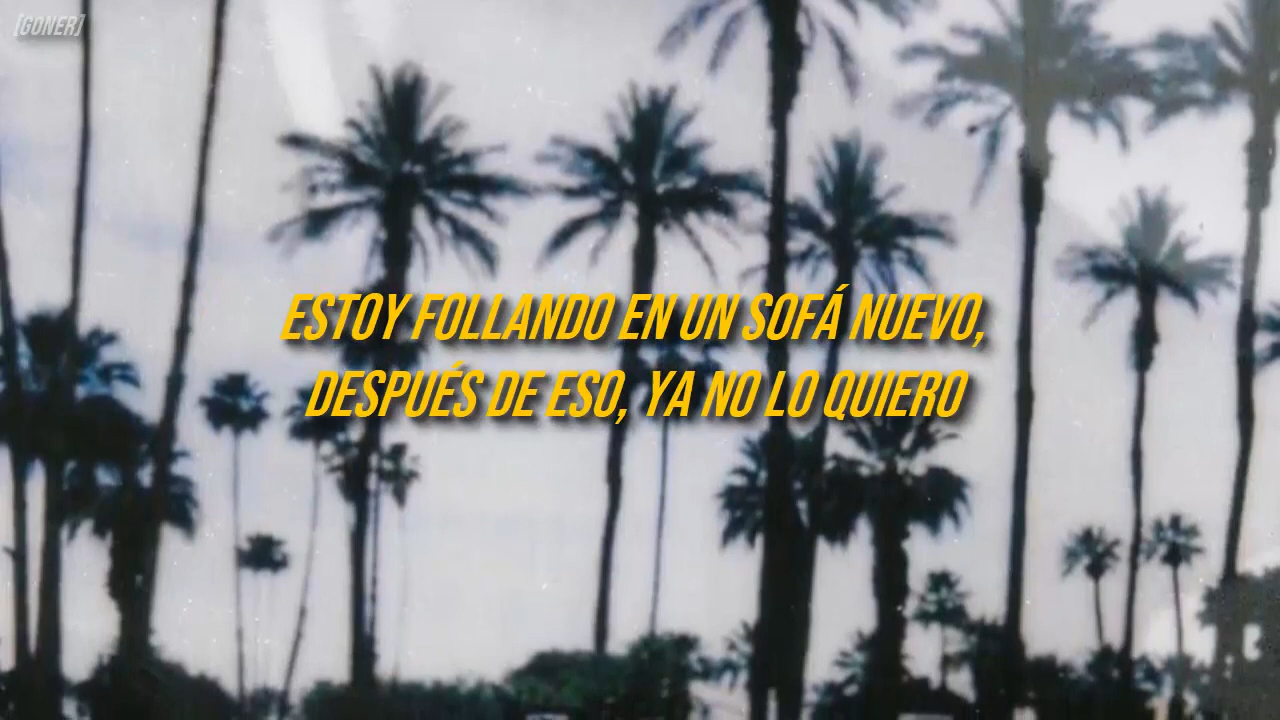 [GONER]
ESTOY FOLLANDO EN UN SOFÁ NUEVO,
DESPUÉS DE ESO, YA NO LO QUIERO